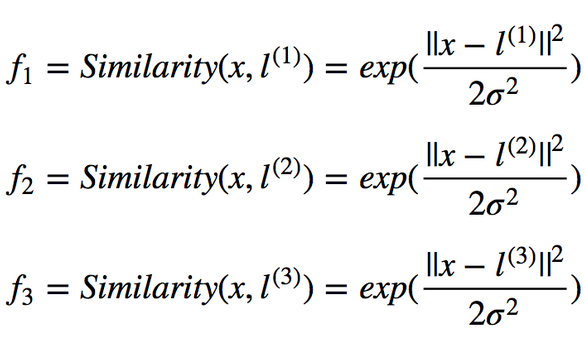 f₁ = Similarity(x, l⁽¹⁾) = exp(‖x − l⁽¹⁾‖² / 2σ²)
f₂ = Similarity(x, l⁽²⁾) = exp(‖x − l⁽²⁾‖² / 2σ²)
f₃ = Similarity(x, l⁽³⁾) = exp(‖x − l⁽³⁾‖² / 2σ²)